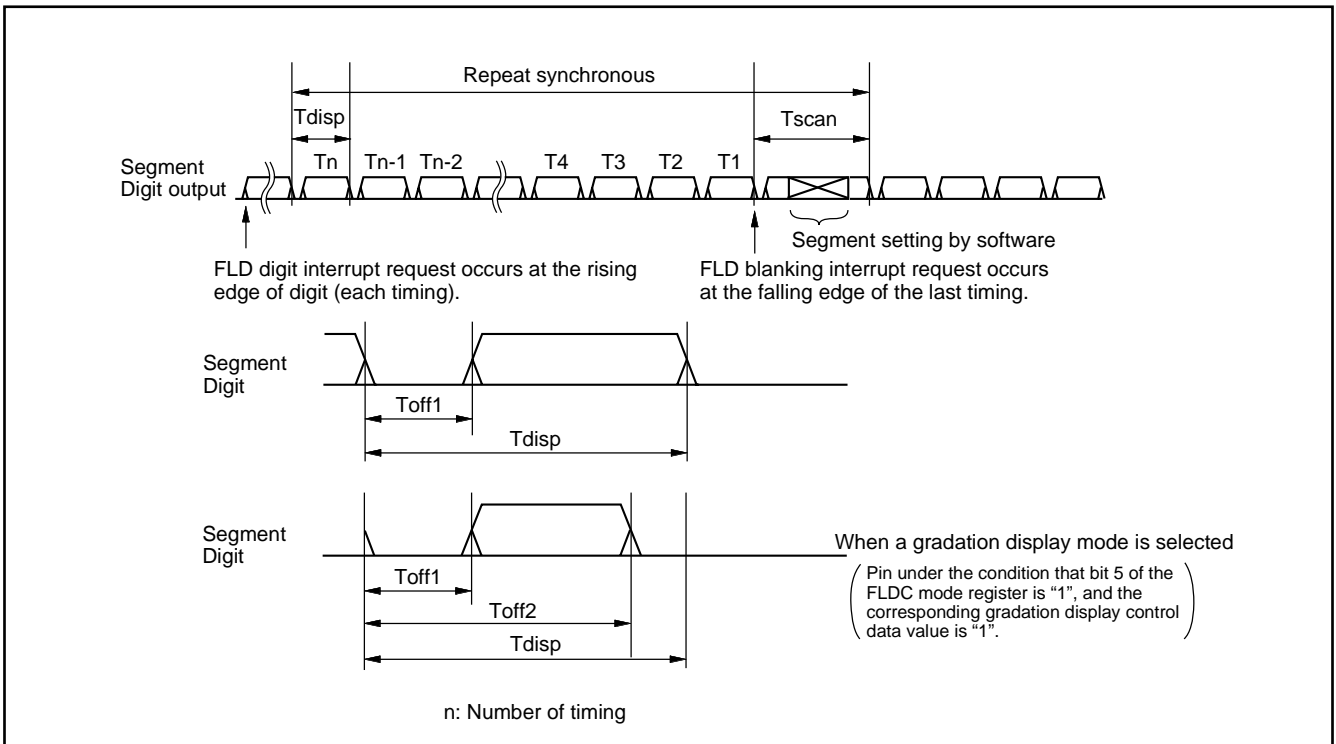 Repeat synchronous
Tdisp
Tscan
Tn Tn-1 Tn-2 T4 T3 T2 T1
Segment
Digit output
Segment setting by software
FLD digit interrupt request occurs at the rising
edge of digit (each timing).
FLD blanking interrupt request occurs
at the falling edge of the last timing.
Segment
Digit
Toff1
Tdisp
Segment
Digit
Toff1
Toff2
Tdisp
When a gradation display mode is selected
Pin under the condition that bit 5 of the
FLDC mode register is “1”, and the
corresponding gradation display control
data value is “1”.
n: Number of timing